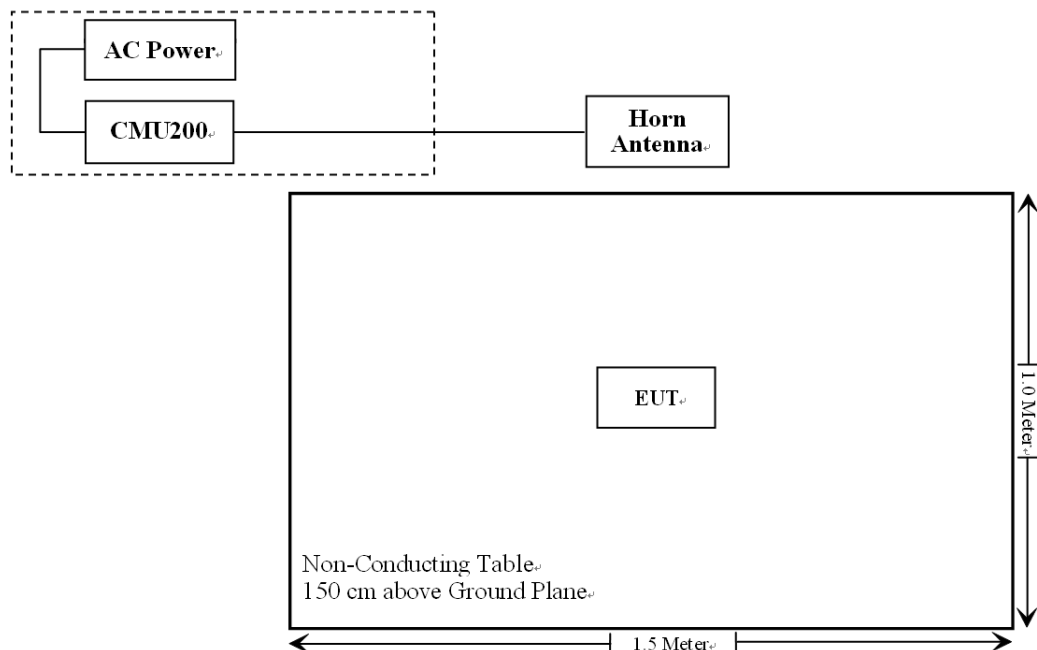 AC Power
CMU200
Horn
Antenna
EUT
1.0 Meter
Non-Conducting Table
150 cm above Ground Plane
1.5 Meter